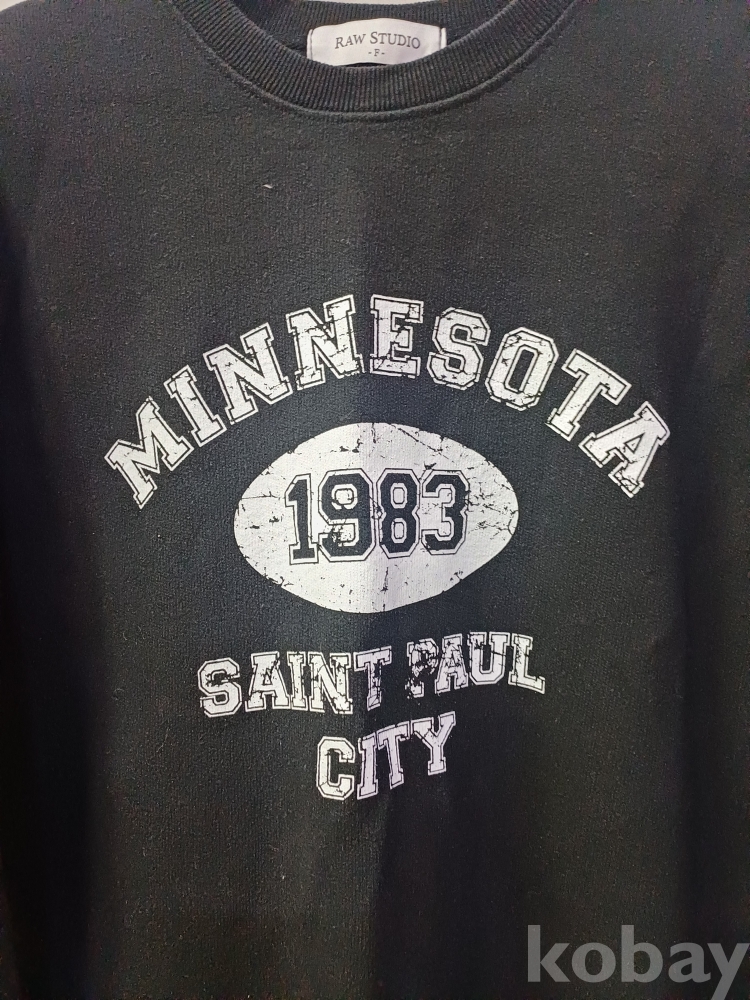 RAW STUDIO
-F-
MINNESOTA
1983
SAINT PAUL
CITY
kobay